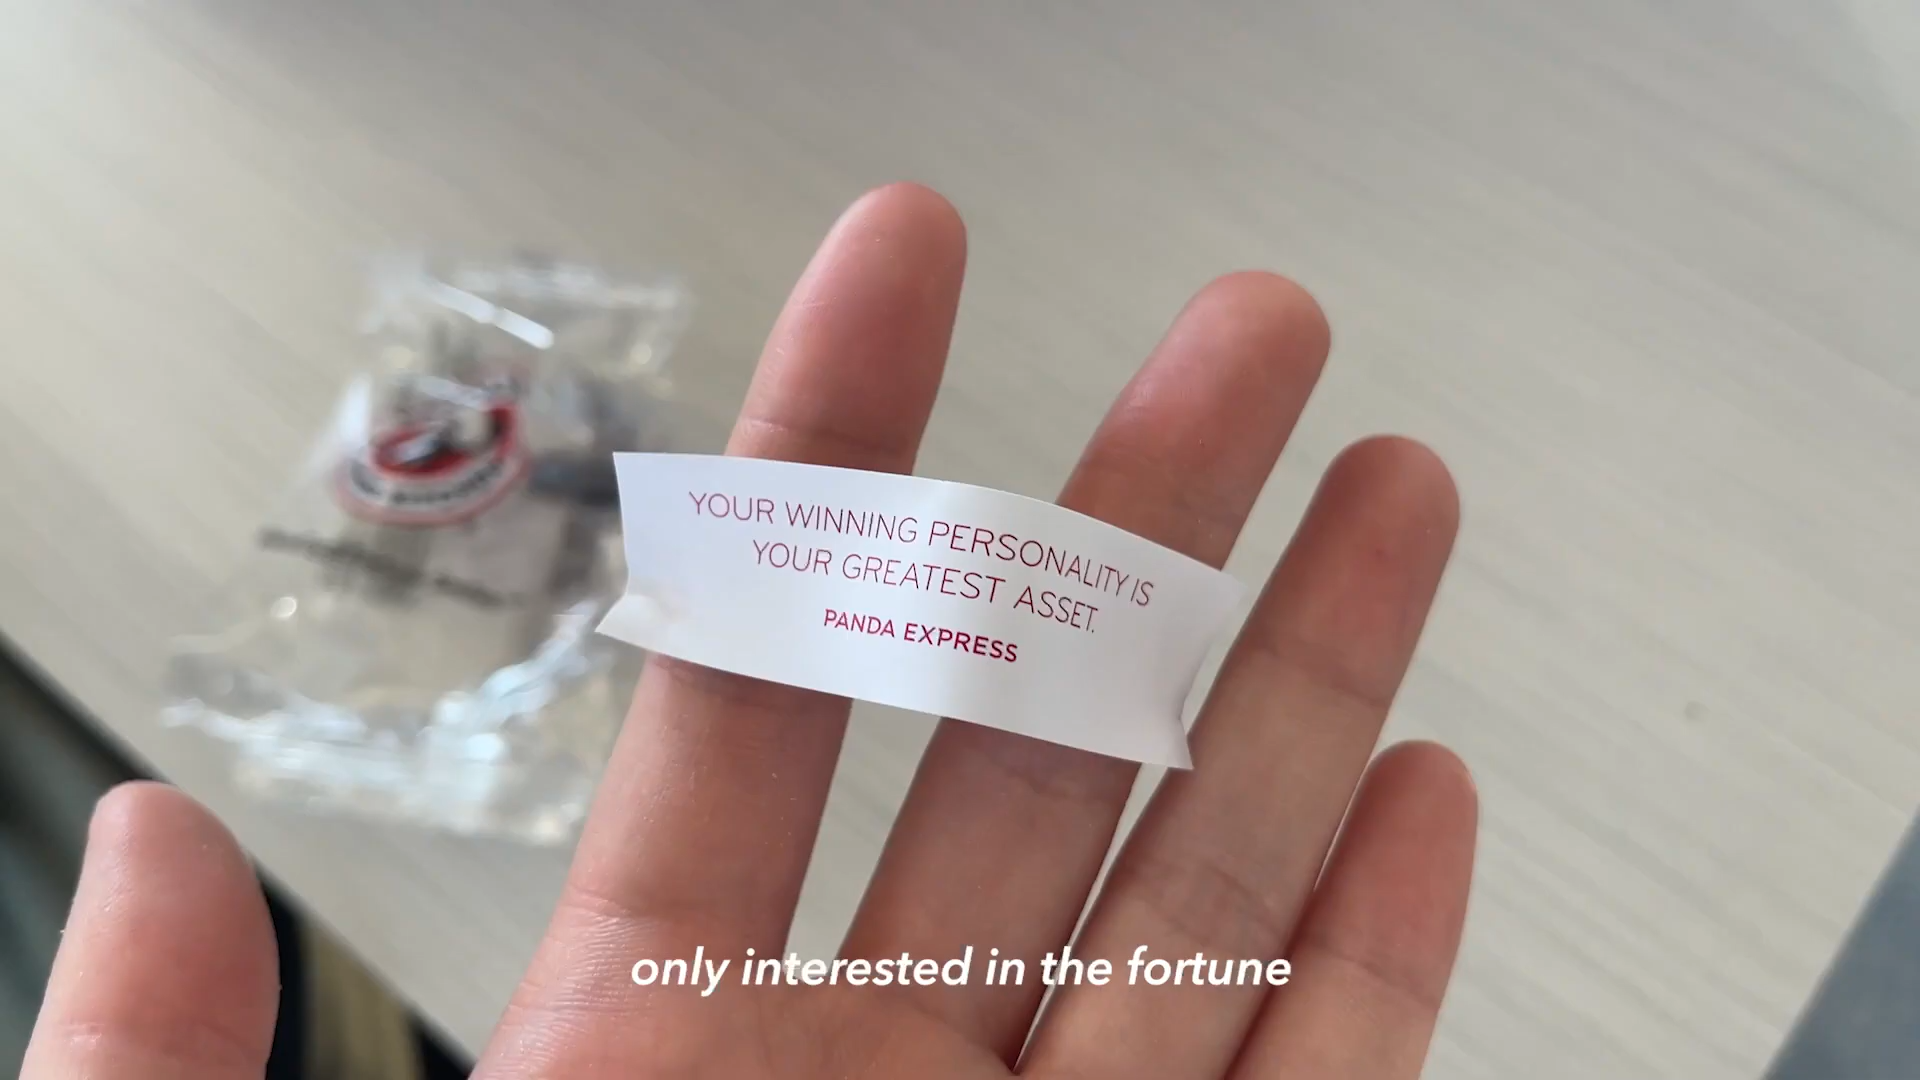 YOUR WINNING PERSONALITY IS
YOUR GREATEST ASSET.
PANDA EXPRESS
only interested in the fortune